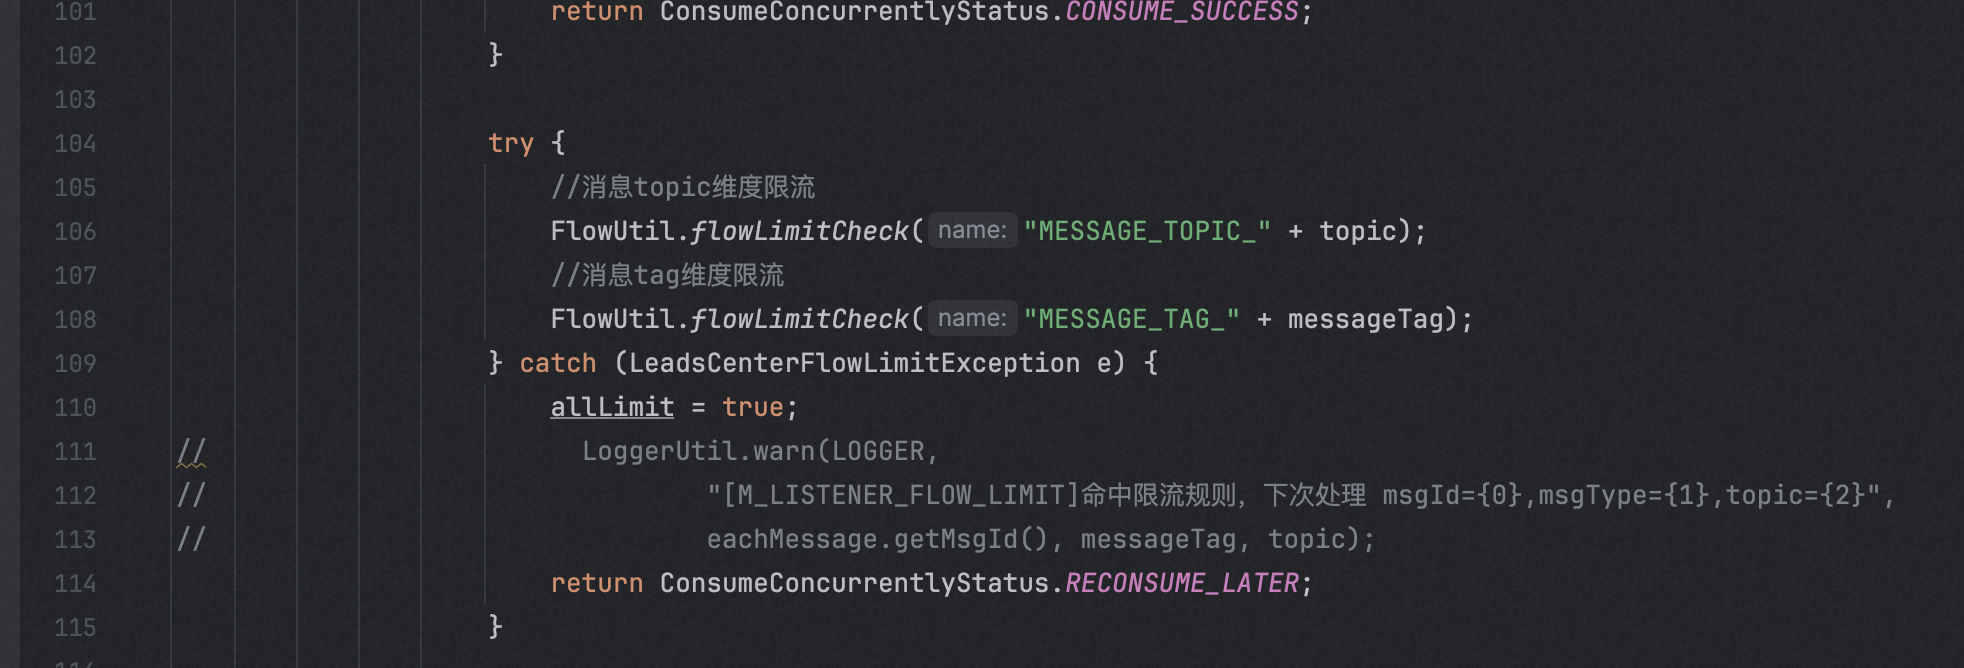 101 return ConsumeConcurrentlyStatus.CONSUME_SUCCESS;
102 }
103
104 try {
105 //消息topic维度限流
106 FlowUtil.flowLimitCheck( name: "MESSAGE_TOPIC_" + topic);
107 //消息tag维度限流
108 FlowUtil.flowLimitCheck( name: "MESSAGE_TAG_" + messageTag);
109 } catch (LeadsCenterFlowLimitException e) {
110 allLimit = true;
111 // LoggerUtil.warn(LOGGER,
112 // "[M_LISTENER_FLOW_LIMIT]命中限流规则，下次处理 msgId={0},msgType={1},topic={2}",
113 // eachMessage.getMsgId(), messageTag, topic);
114 return ConsumeConcurrentlyStatus.RECONSUME_LATER;
115 }